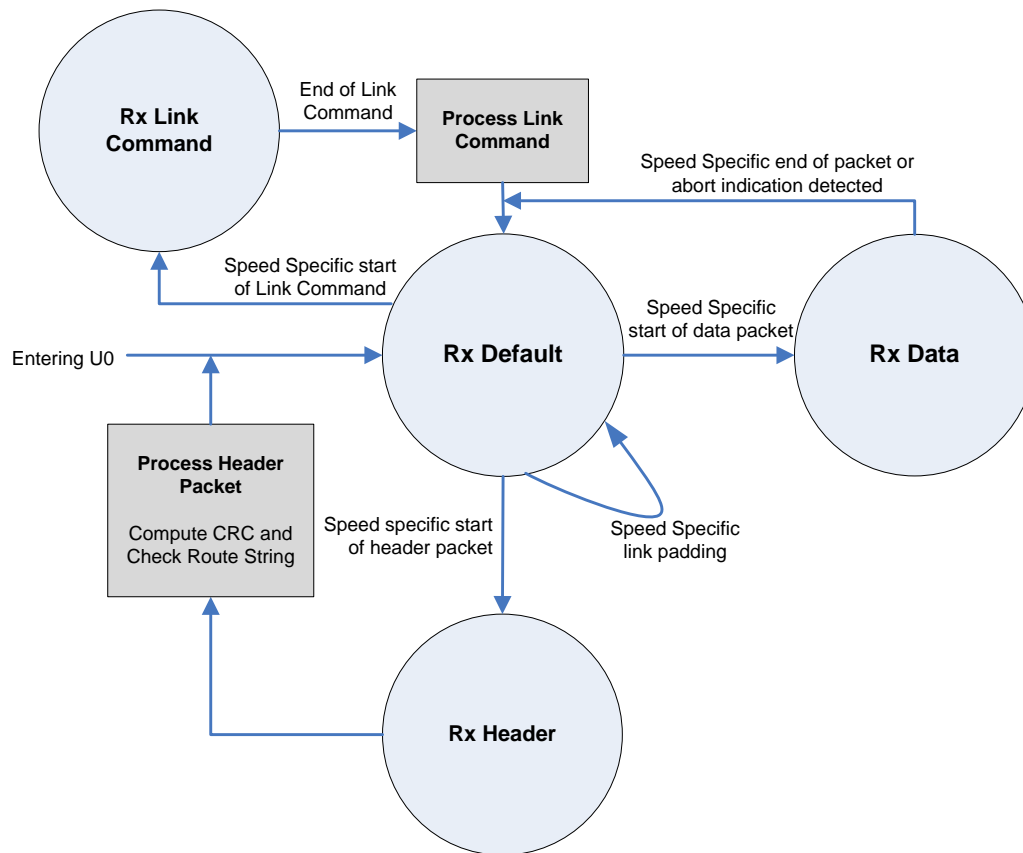 Rx Link
Command
End of Link
Command
Process Link
Command
Speed Specific end of packet or
abort indication detected
Speed Specific start
of Link Command
Rx Default
Speed Specific
start of data packet
Rx Data
Entering U0
Process Header
Packet
Compute CRC and
Check Route String
Speed specific start
of header packet
Speed Specific
link padding
Rx Header